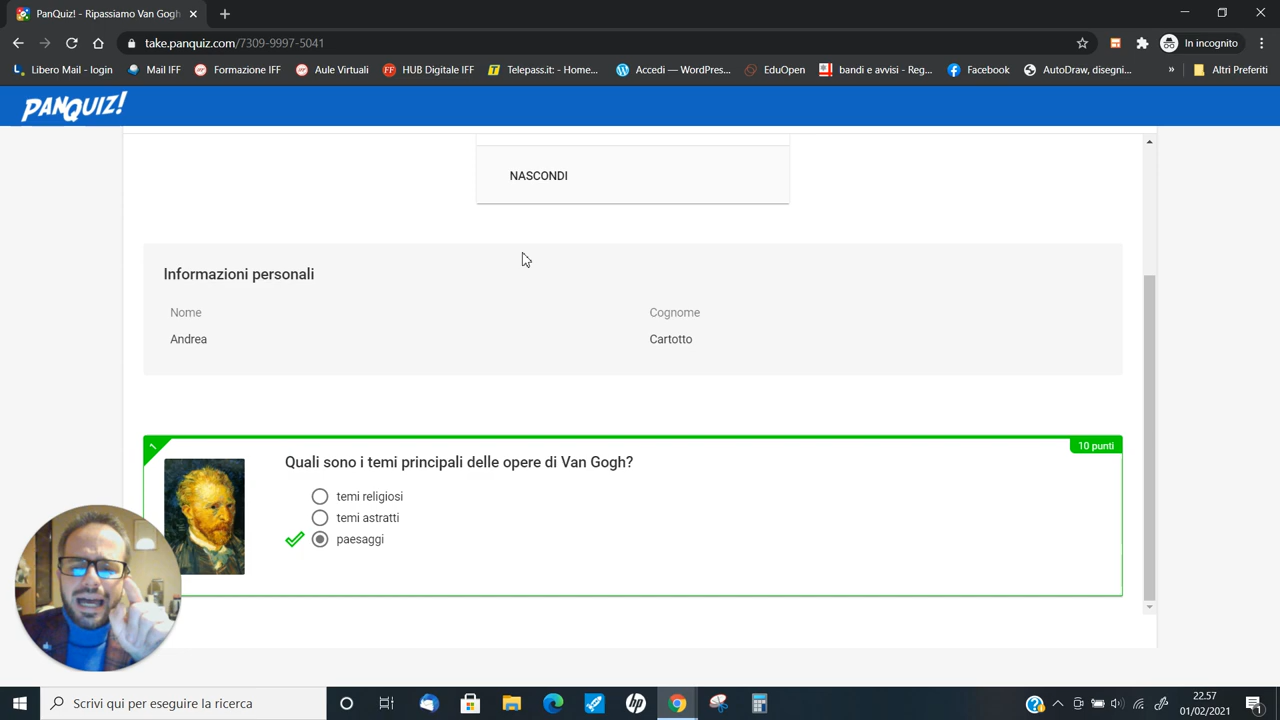 PanQuiz! - Ripassiamo Van Gogh
take.panquiz.com/7309-9997-5041
In incognito
Libero Mail - login
Mail IFF
Formazione IFF
Aule Virtuali
HUB Digitale IFF
Telepass.it: - Home...
Accedi — WordPres...
EduOpen
bandi e avvisi - Reg...
Facebook
AutoDraw, disegni...
»
Altri Preferiti
PANQUIZ!
NASCONDI
Informazioni personali
Nome
Cognome
Andrea
Cartotto
1
10 punti
Quali sono i temi principali delle opere di Van Gogh?
temi religiosi
temi astratti
paesaggi
Scrivi qui per eseguire la ricerca
22.57
01/02/2021